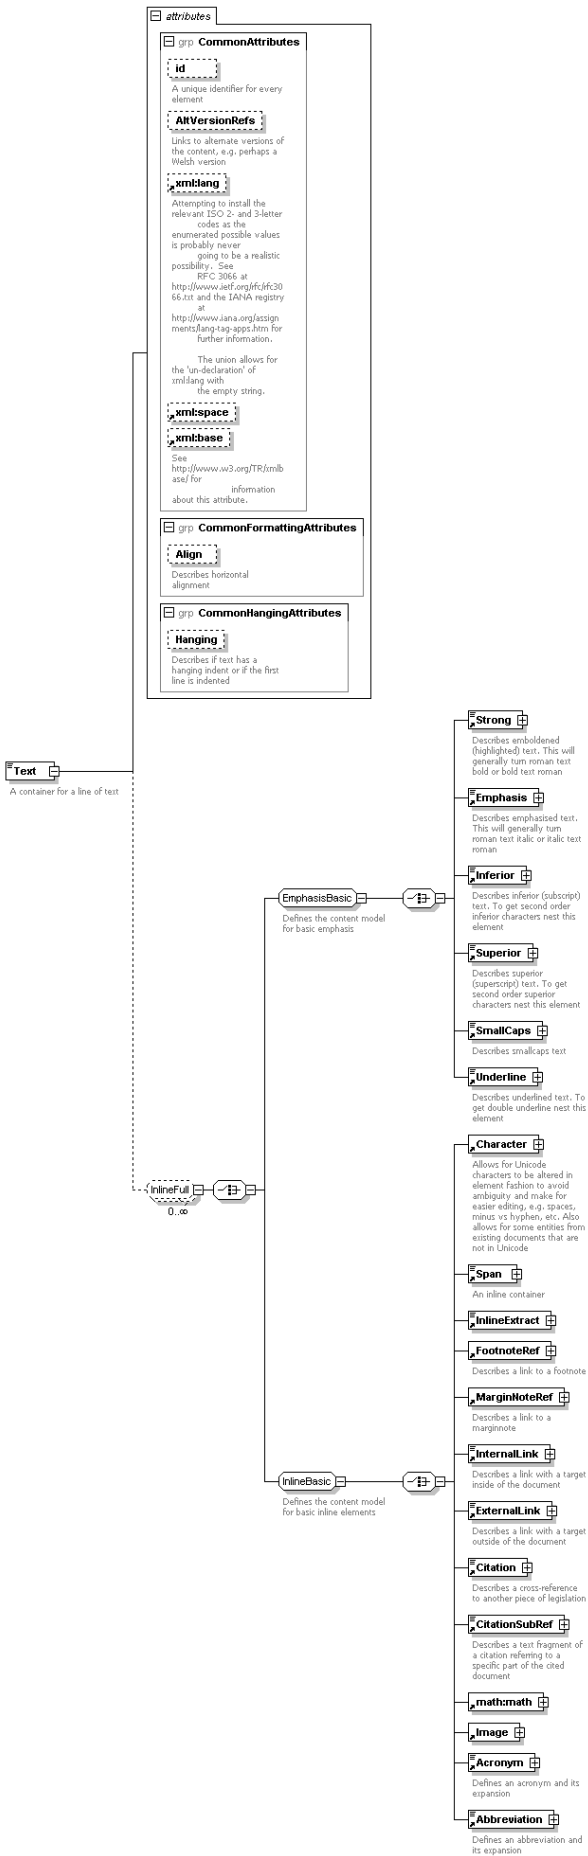 attributes
grp CommonAttributes
id
A unique identifier for every
element
AltVersionRefs
Links to alternate versions of
the content, e.g. perhaps a
Welsh version
xml:lang
Attempting to install the
relevant ISO 2- and 3-letter
codes as the
enumerated possible values
is probably never
going to be a realistic
possibility. See
RFC 3066 at
http://www.ietf.org/rfc/rfc30
66.txt and the IANA registry
at
http://www.iana.org/assign
ments/lang-tag-apps.htm for
further information.
The union allows for
the 'un-declaration' of
xml:lang with
the empty string.
xml:space
xml:base
See
http://www.w3.org/TR/xmlb
ase/ for
information
about this attribute.
grp CommonFormattingAttributes
Align
Describes horizontal
alignment
grp CommonHangingAttributes
Hanging
Describes if text has a
hanging indent or if the first
line is indented
Text
A container for a line of text
InlineFull
0..∞
EmphasisBasic
Defines the content model
for basic emphasis
Strong
Describes emboldened
(highlighted) text. This will
generally turn roman text
bold or bold text roman
Emphasis
Describes emphasised text.
This will generally turn
roman text italic or italic text
roman
Inferior
Describes inferior (subscript)
text. To get second order
inferior characters nest this
element
Superior
Describes superior
(superscript) text. To get
second order superior
characters nest this element
SmallCaps
Describes smallcaps text
Underline
Describes underlined text. To
get double underline nest this
element
InlineBasic
Defines the content model
for basic inline elements
Character
Allows for Unicode
characters to be altered in
element fashion to avoid
ambiguity and make for
easier editing, e.g. spaces,
minus vs hyphen, etc. Also
allows for some entities from
existing documents that are
not in Unicode
Span
An inline container
InlineExtract
FootnoteRef
Describes a link to a footnote
MarginNoteRef
Describes a link to a
marginnote
InternalLink
Describes a link with a target
inside of the document
ExternalLink
Describes a link with a target
outside of the document
Citation
Describes a cross-reference
to another piece of legislation
CitationSubRef
Describes a text fragment of
a citation referring to a
specific part of the cited
document
math:math
Image
Acronym
Defines an acronym and its
expansion
Abbreviation
Defines an abbreviation and
its expansion